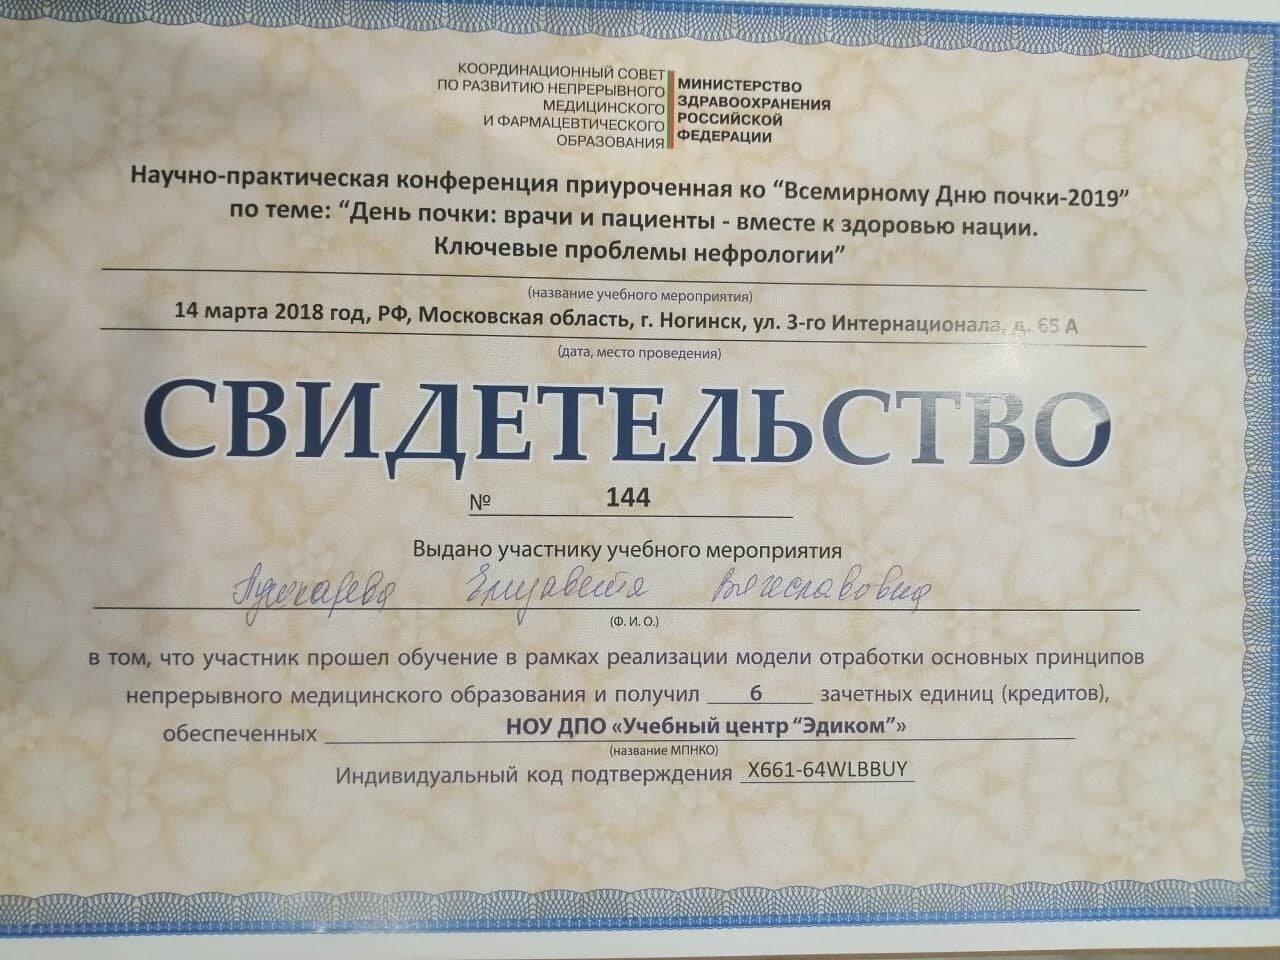 КООРДИНАЦИОННЫЙ СОВЕТ
ПО РАЗВИТИЮ НЕПРЕРЫВНОГО
МЕДИЦИНСКОГО
И ФАРМАЦЕВТИЧЕСКОГО
ОБРАЗОВАНИЯ
МИНИСТЕРСТВО
ЗДРАВООХРАНЕНИЯ
РОССИЙСКОЙ
ФЕДЕРАЦИИ
Научно-практическая конференция приуроченная ко “Всемирному Дню почки-2019”
по теме: “День почки: врачи и пациенты - вместе к здоровью нации.
Ключевые проблемы нефрологии”
(название учебного мероприятия)
14 марта 2018 год, РФ, Московская область, г. Ногинск, ул. 3-го Интернационала, д. 65 А
(дата, место проведения)
СВИДЕТЕЛЬСТВО
№ 144
Выдано участнику учебного мероприятия
Пушкарева Елизавета Вячеславовна
(Ф. И. О.)
в том, что участник прошел обучение в рамках реализации модели отработки основных принципов
непрерывного медицинского образования и получил 6 зачетных единиц (кредитов),
обеспеченных НОУ ДПО «Учебный центр “Эдиком”»
(название МПНКО)
Индивидуальный код подтверждения X661-64WLBBUY